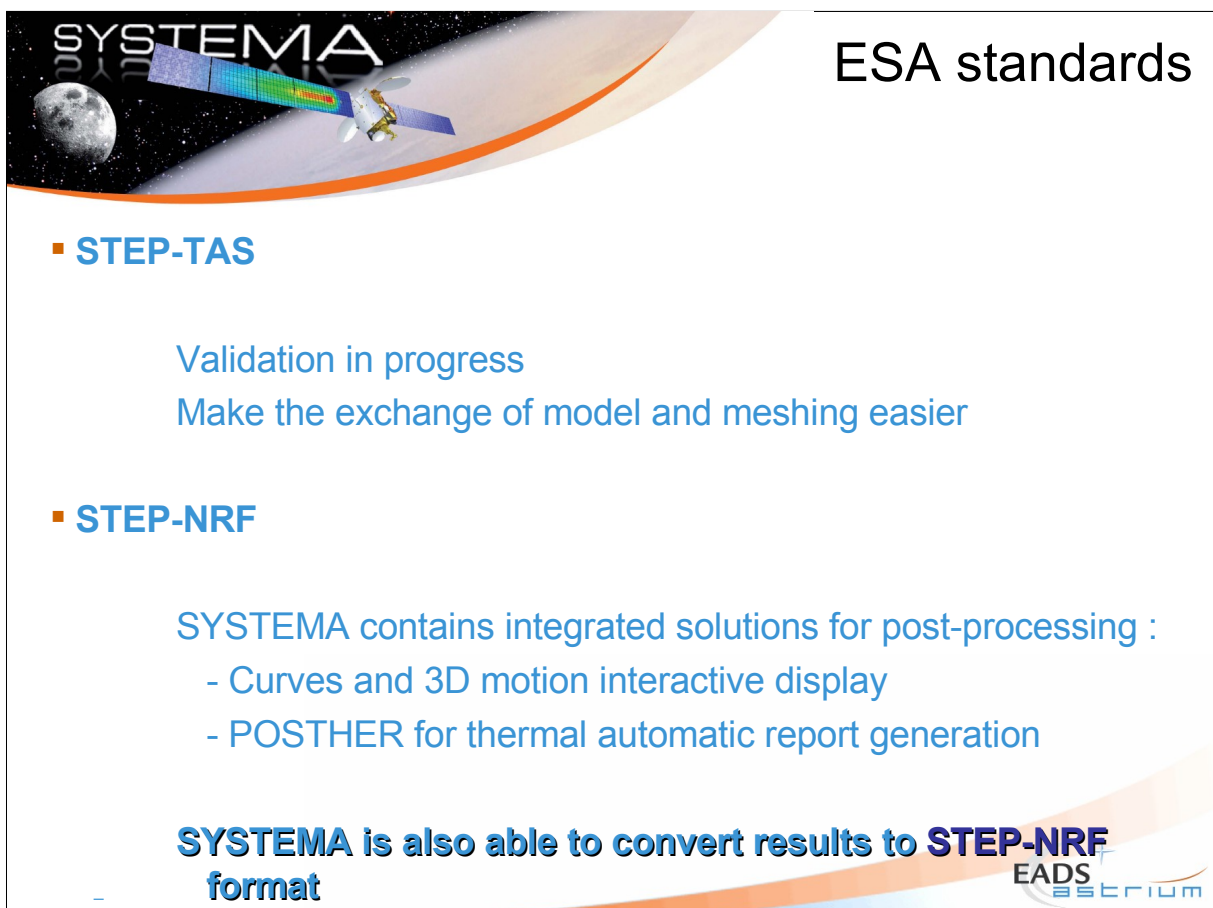 SYSTEMA
ESA standards
▪ STEP-TAS
Validation in progress
Make the exchange of model and meshing easier
▪ STEP-NRF
SYSTEMA contains integrated solutions for post-processing :
- Curves and 3D motion interactive display
- POSTHER for thermal automatic report generation
SYSTEMA is also able to convert results to STEP-NRF
format
EADS
astrium